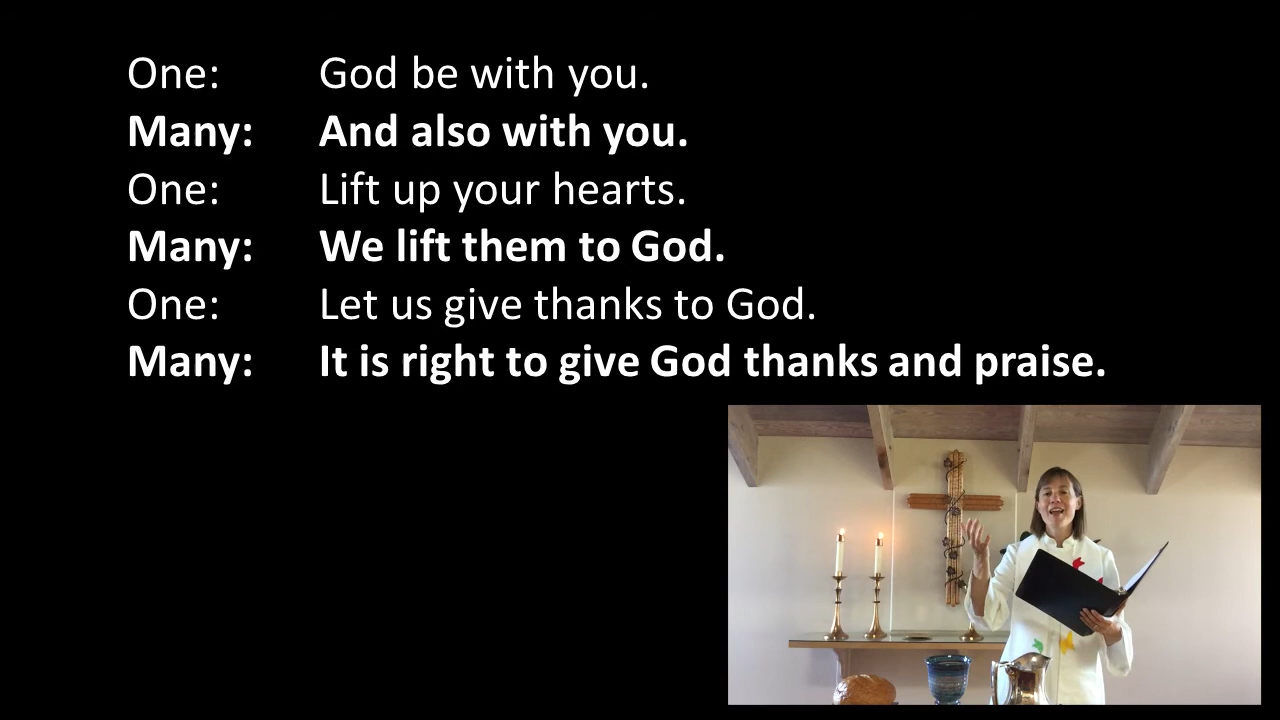 One: God be with you.
Many: And also with you.
One: Lift up your hearts.
Many: We lift them to God.
One: Let us give thanks to God.
Many: It is right to give God thanks and praise.